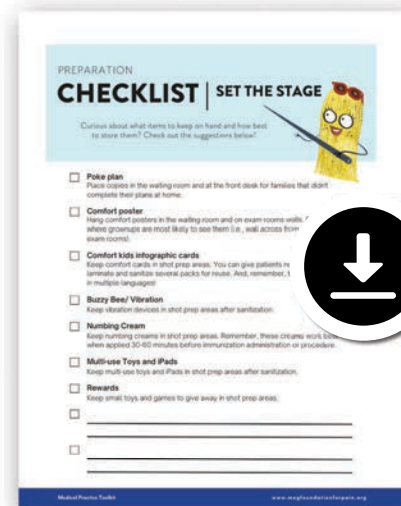 PREPARATION
CHECKLIST | SET THE STAGE
Curious about what items to keep on hand and how best
to store them? Check out the suggestions below!
Poke plan
Place copies in the waiting room and at the front desk for families that didn't
complete their plans at home.
Comfort poster
Hang comfort posters in the waiting room and on exam rooms walls.
where grownups are most likely to see them (i.e., wall across from
exam rooms).
Comfort kids infographic cards
Keep comfort cards in shot prep areas. You can give patients
laminate and sanitize several packs for reuse. And, remember,
in multiple languages!
Buzzy Bee/ Vibration
Keep vibration devices in shot prep areas after sanitization.
Numbing Cream
Keep numbing creams in shot prep areas. Remember, these creams work
when applied 30-60 minutes before immunization administration or procedure.
Multi-use Toys and iPads
Keep multi-use toys and iPads in shot prep areas after sanitization.
Rewards
Keep small toys and games to give away in shot prep areas.
Medical Practice Toolkit www.megfoundationforpain.org